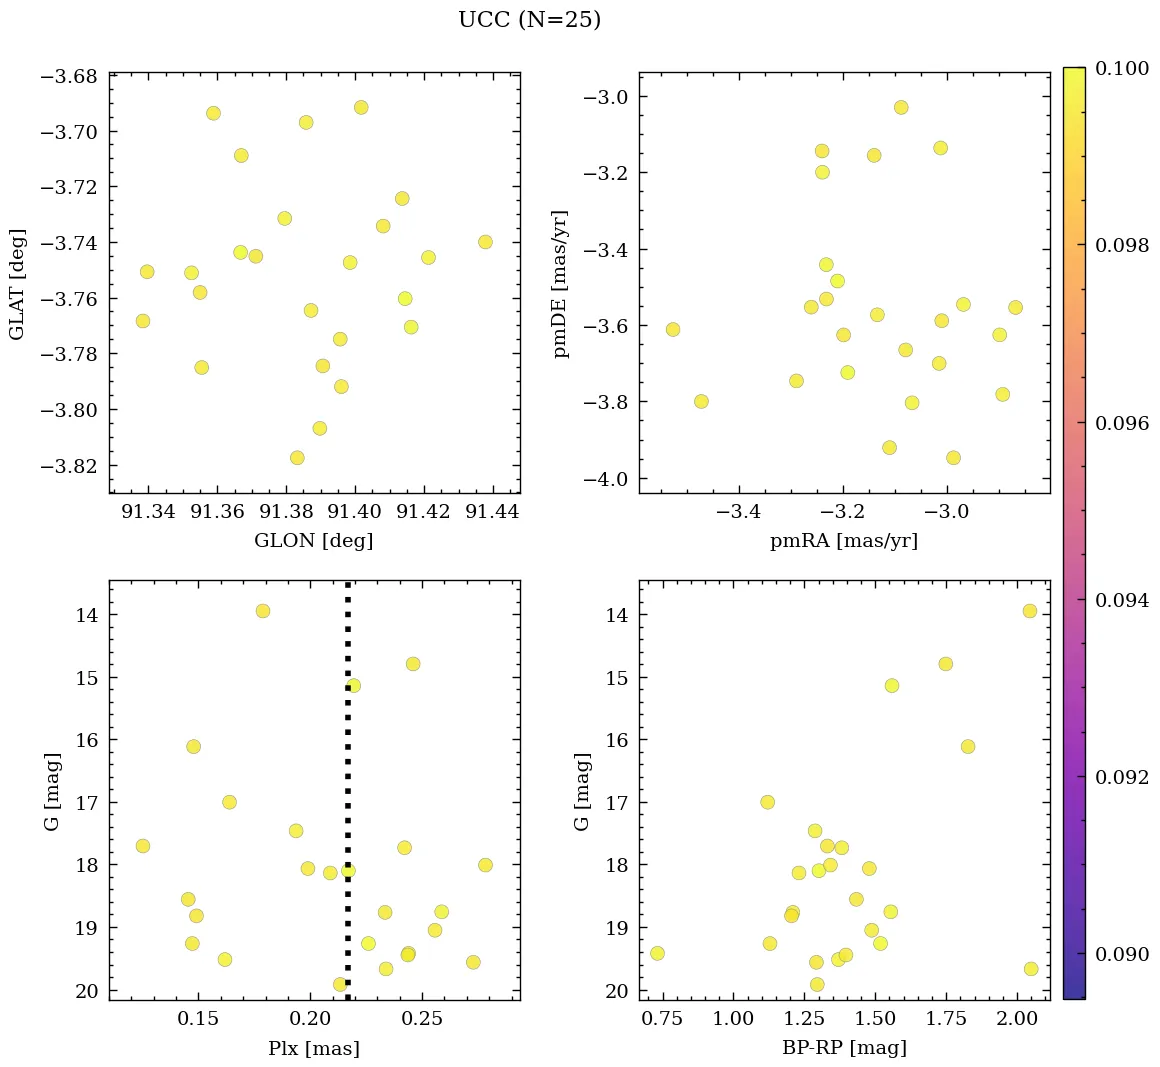 UCC (N=25)
−3.68
−3.70
−3.72
−3.74
−3.76
−3.78
−3.80
−3.82
GLAT [deg]
91.34 91.36 91.38 91.40 91.42 91.44
GLON [deg]
−3.0
−3.2
−3.4
−3.6
−3.8
−4.0
pmDE [mas/yr]
−3.4 −3.2 −3.0
pmRA [mas/yr]
14
15
16
17
18
19
20
G [mag]
0.15 0.20 0.25
Plx [mas]
14
15
16
17
18
19
20
G [mag]
0.75 1.00 1.25 1.50 1.75 2.00
BP-RP [mag]
0.100
0.098
0.096
0.094
0.092
0.090